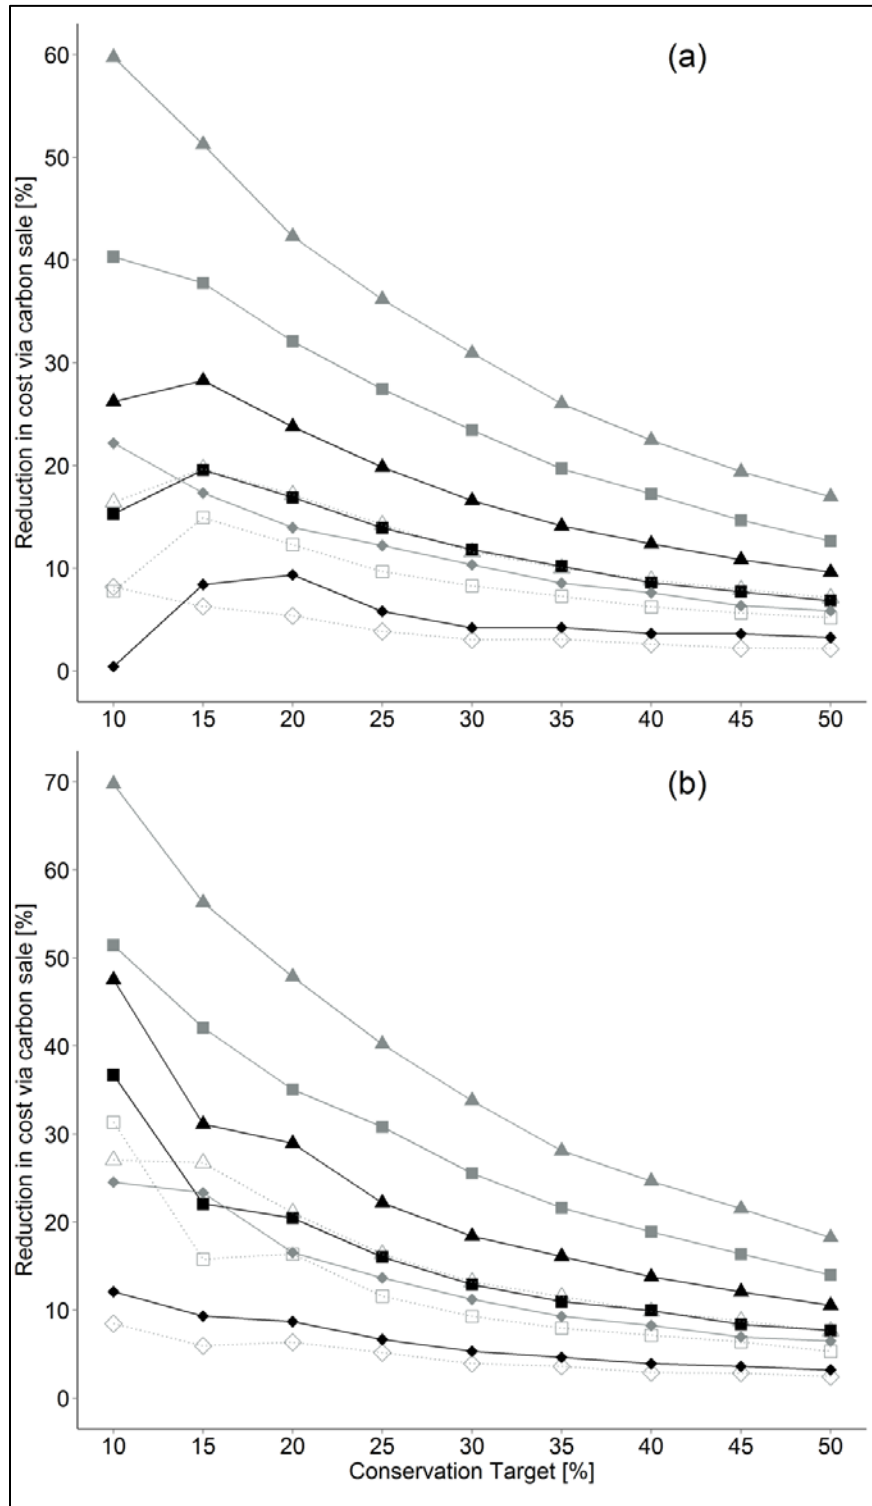 (a)
Reduction in cost via carbon sale [%]
60
50
40
30
20
10
0
10 15 20 25 30 35 40 45 50
(b)
Reduction in cost via carbon sale [%]
70
60
50
40
30
20
10
0
10 15 20 25 30 35 40 45 50
Conservation Target [%]